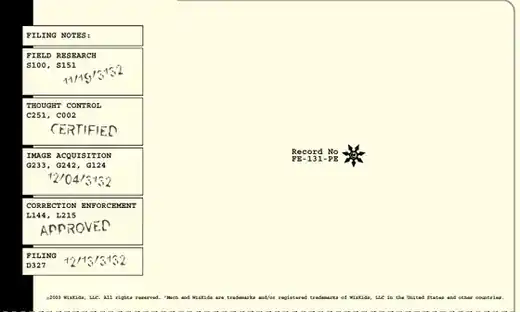 FILING NOTES:
FIELD RESEARCH
S100, S151
11/19/3132
THOUGHT CONTROL
C251, C002
CERTIFIED
IMAGE ACQUISITION
G233, G242, G124
12/04/3132
CORRECTION ENFORCEMENT
L144, L215
APPROVED
FILING
D327
12/13/3132
Record No
FE-131-PE
©2003 WizKids, LLC. All rights reserved. 'Mech and WizKids are trademarks and/or registered trademarks of WizKids, LLC in the United States and other countries.